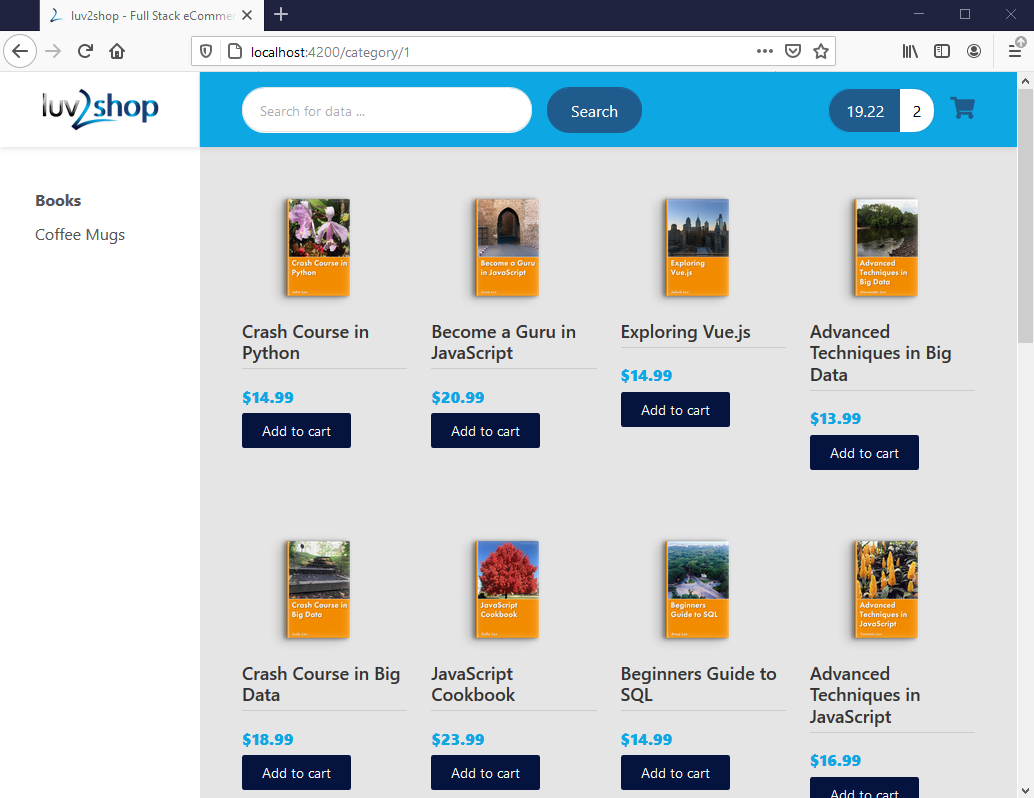 luv2shop - Full Stack eComme
localhost:4200/category/1
luv2shop
Search for data ...
Search
19.22
2
Books
Coffee Mugs
Crash Course in
Python
Become a Guru
in JavaScript
Exploring
Vue.js
Advanced
Techniques in
Big Data
Crash Course in
Python
Become a Guru in
JavaScript
Exploring Vue.js
Advanced
Techniques in Big
Data
$14.99
$20.99
$14.99
$13.99
Add to cart
Add to cart
Add to cart
Add to cart
Crash Course in
Big Data
JavaScript
Cookbook
Beginners
Guide to SQL
Advanced
Techniques in
JavaScript
Crash Course in Big
Data
JavaScript
Cookbook
Beginners Guide to
SQL
Advanced
Techniques in
JavaScript
$18.99
$23.99
$14.99
$16.99
Add to cart
Add to cart
Add to cart
Add to cart